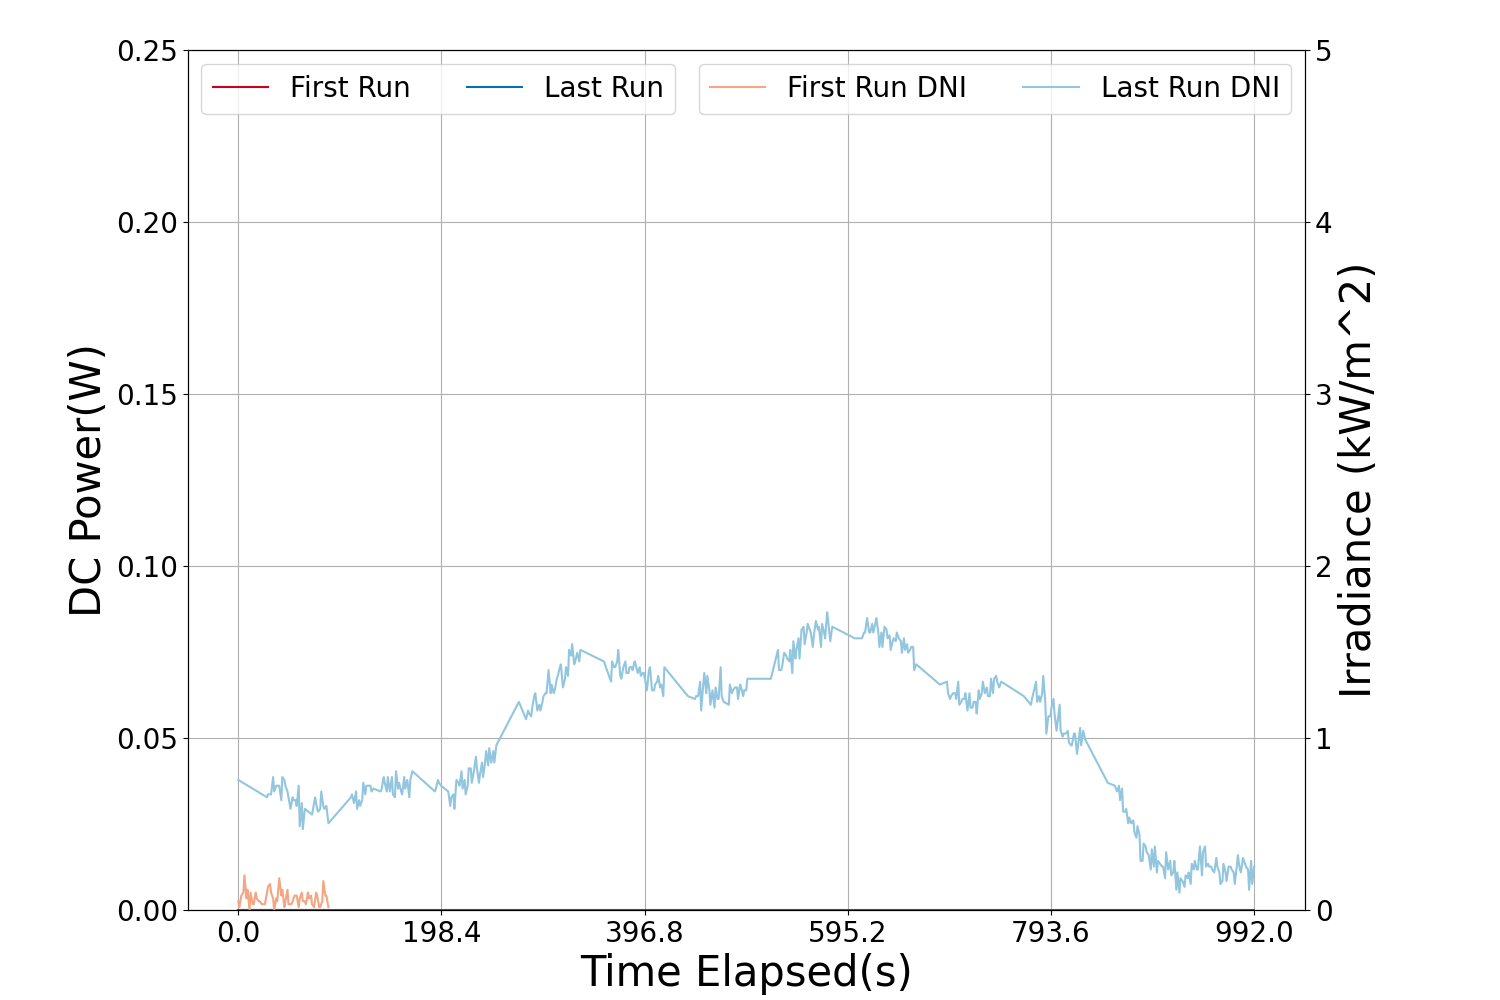 First Run
Last Run
First Run DNI
Last Run DNI
DC Power(W)
0.25
0.20
0.15
0.10
0.05
0.00
5
4
3
2
1
0
Irradiance (kW/m^2)
0.0
198.4
396.8
595.2
793.6
992.0
Time Elapsed(s)